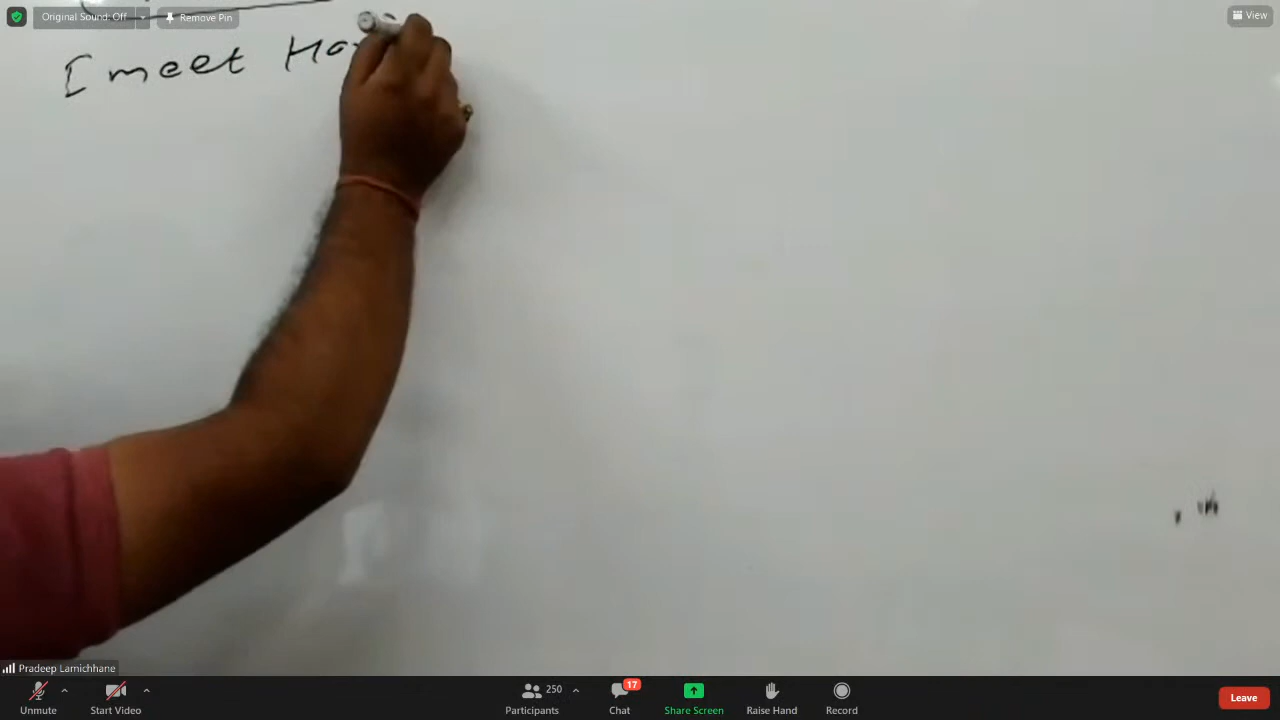 Original Sound: Off
Remove Pin
View
I meet
Pradeep Lamichhane
Unmute
Start Video
250
Participants
17
Chat
Share Screen
Raise Hand
Record
Leave